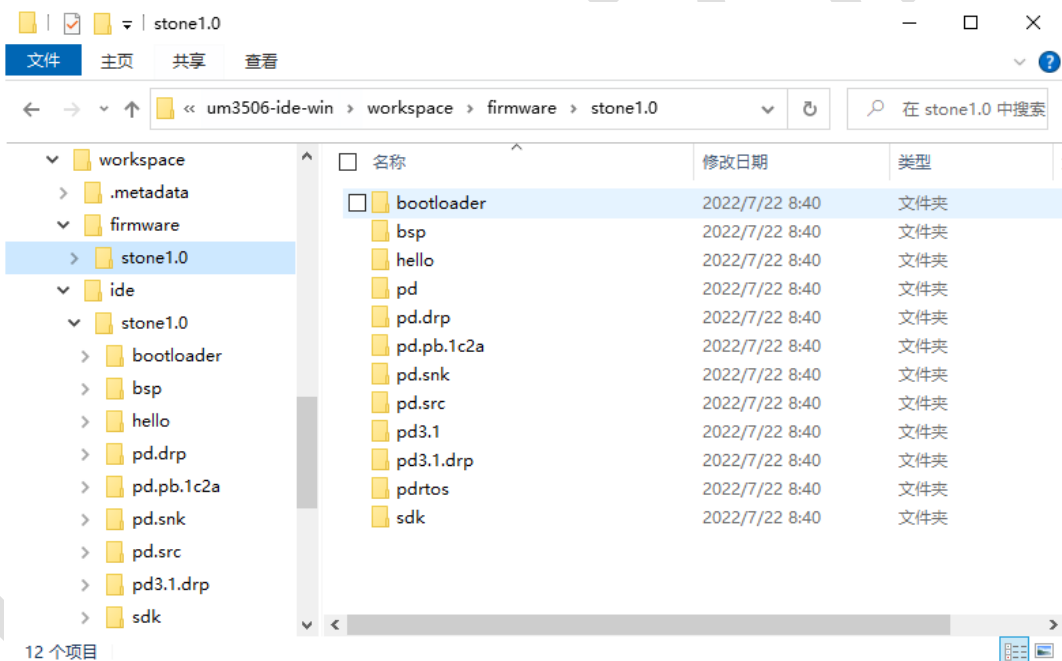 stone1.0
文件 主页 共享 查看
« um3506-ide-win › workspace › firmware › stone1.0 在 stone1.0 中搜索
workspace
.metadata
firmware
stone1.0
ide
stone1.0
bootloader
bsp
hello
pd.drp
pd.pb.1c2a
pd.snk
pd.src
pd3.1.drp
sdk
名称 修改日期 类型
bootloader 2022/7/22 8:40 文件夹
bsp 2022/7/22 8:40 文件夹
hello 2022/7/22 8:40 文件夹
pd 2022/7/22 8:40 文件夹
pd.drp 2022/7/22 8:40 文件夹
pd.pb.1c2a 2022/7/22 8:40 文件夹
pd.snk 2022/7/22 8:40 文件夹
pd.src 2022/7/22 8:40 文件夹
pd3.1 2022/7/22 8:40 文件夹
pd3.1.drp 2022/7/22 8:40 文件夹
pdrtos 2022/7/22 8:40 文件夹
sdk 2022/7/22 8:40 文件夹
12 个项目